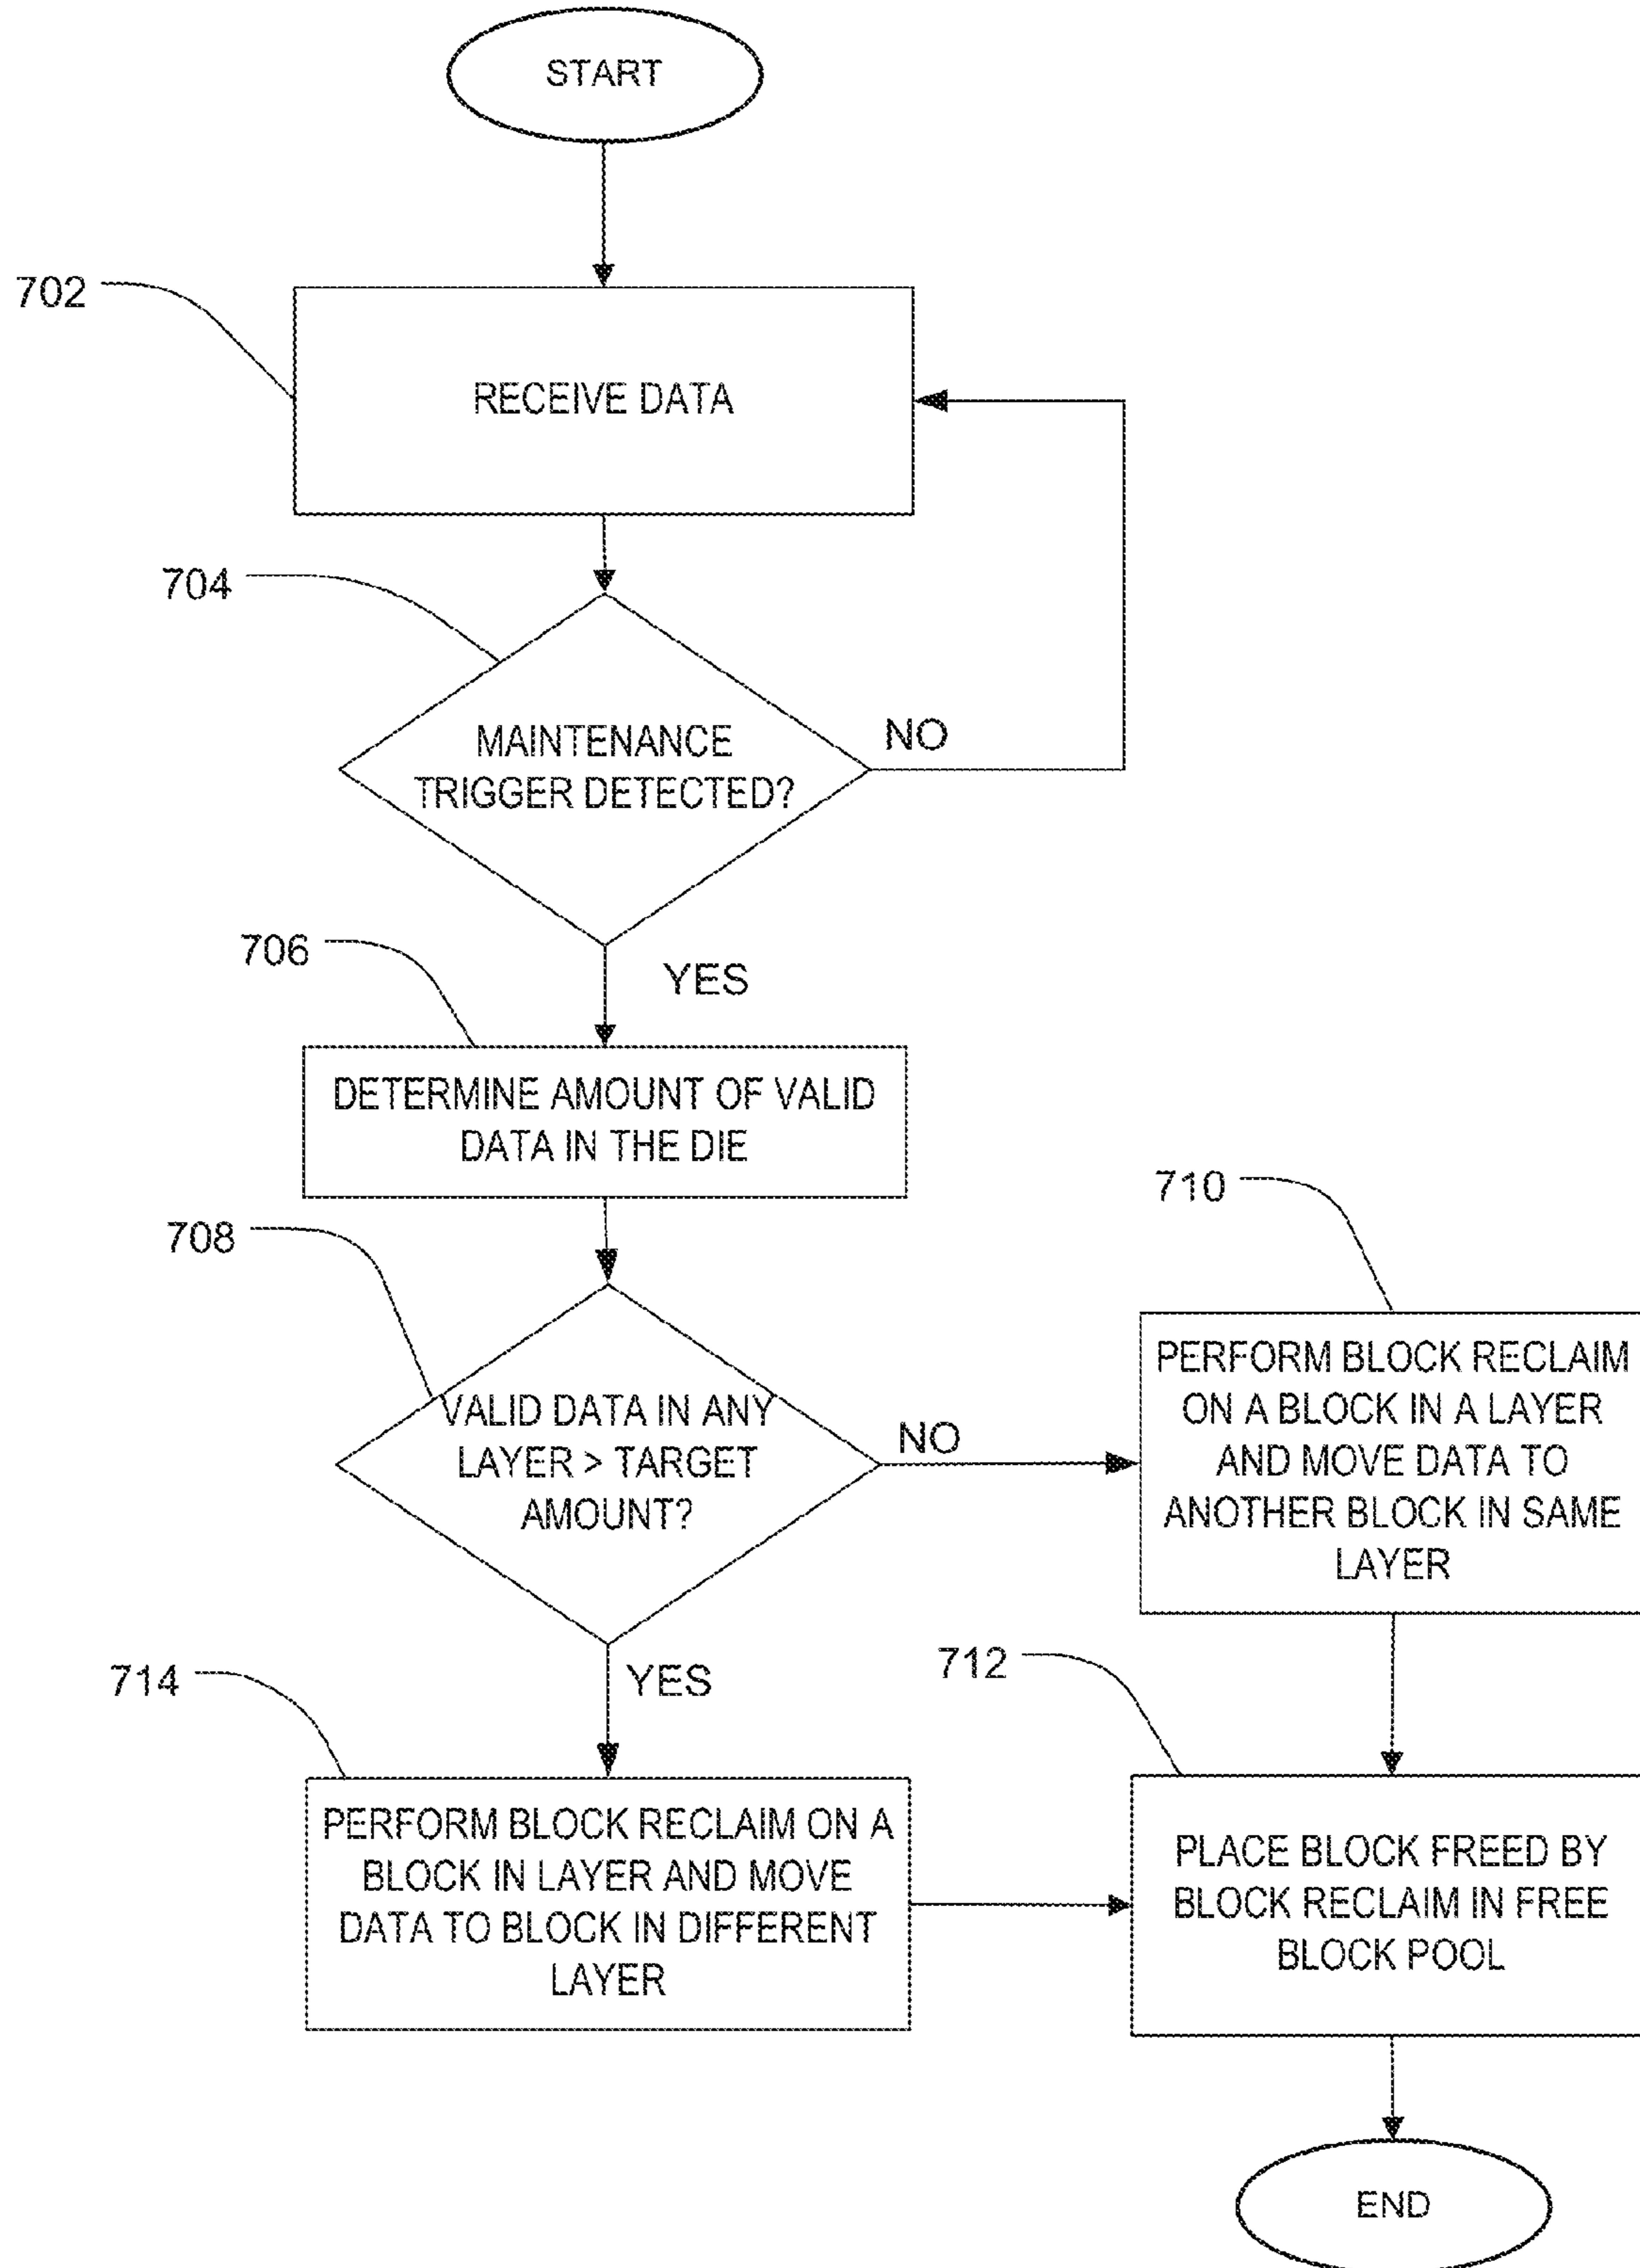 START
702
RECEIVE DATA
704
MAINTENANCE
TRIGGER DETECTED?
NO
706
YES
DETERMINE AMOUNT OF VALID
DATA IN THE DIE
708
VALID DATA IN ANY
LAYER > TARGET
AMOUNT?
NO
710
PERFORM BLOCK RECLAIM
ON A BLOCK IN A LAYER
AND MOVE DATA TO
ANOTHER BLOCK IN SAME
LAYER
YES
714
PERFORM BLOCK RECLAIM ON A
BLOCK IN LAYER AND MOVE
DATA TO BLOCK IN DIFFERENT
LAYER
712
PLACE BLOCK FREED BY
BLOCK RECLAIM IN FREE
BLOCK POOL
END